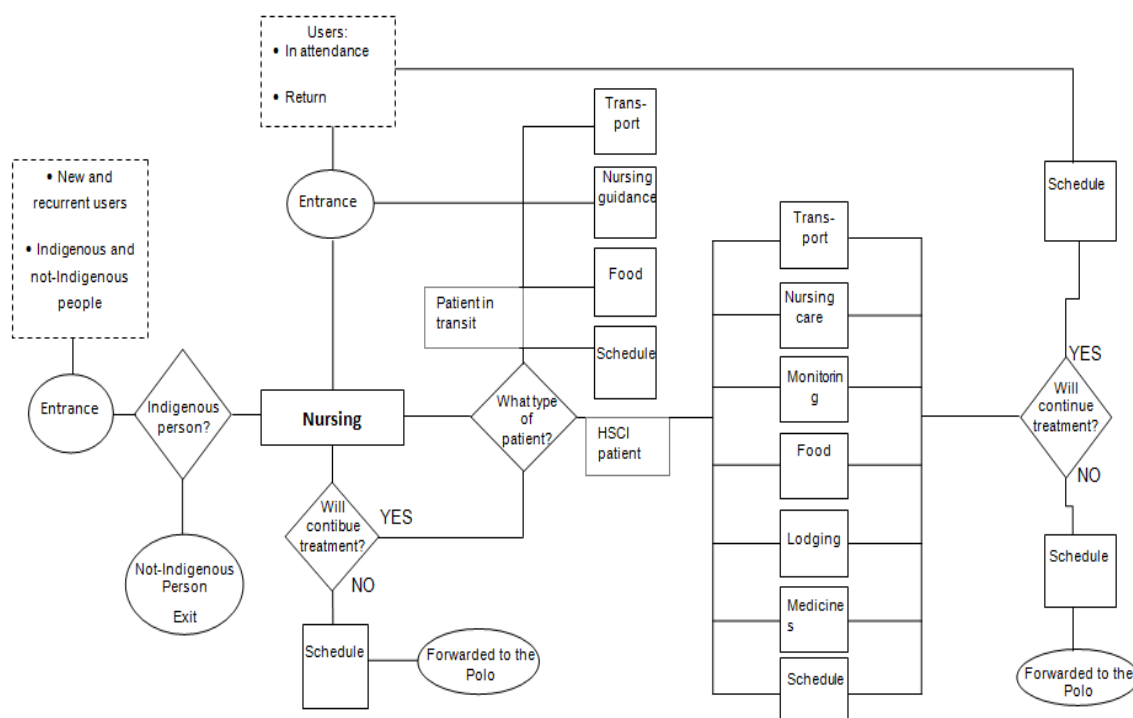 Users:
• In attendance
• Return
• New and
recurrent users
• Indigenous and
not-Indigenous
people
Entrance
Entrance
Indigenous
person?
Not-Indigenous
Person
Exit
Nursing
Will
contibue
treatment?
YES
NO
Schedule
Forwarded to the
Polo
What type
of
patient?
Patient in
transit
Trans-
port
Nursing
guidance
Food
Schedule
HSCI
patient
Trans-
port
Nursing
care
Monitorin
g
Food
Lodging
Medicine
s
Schedule
Schedule
YES
Will
continue
treatment?
NO
Schedule
Forwarded to the
Polo